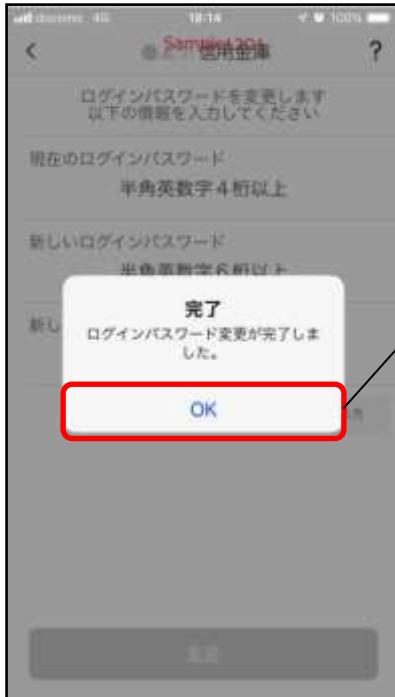 docomo 4G 18:14 100%
Sample1201
信用金庫 ?
ログインパスワードを変更します
以下の情報を入力してください
現在のログインパスワード
半角英数字4桁以上
新しいログインパスワード
半角英数字6桁以上
新し
完了
ログインパスワード変更が完了しま
した。
OK
変更